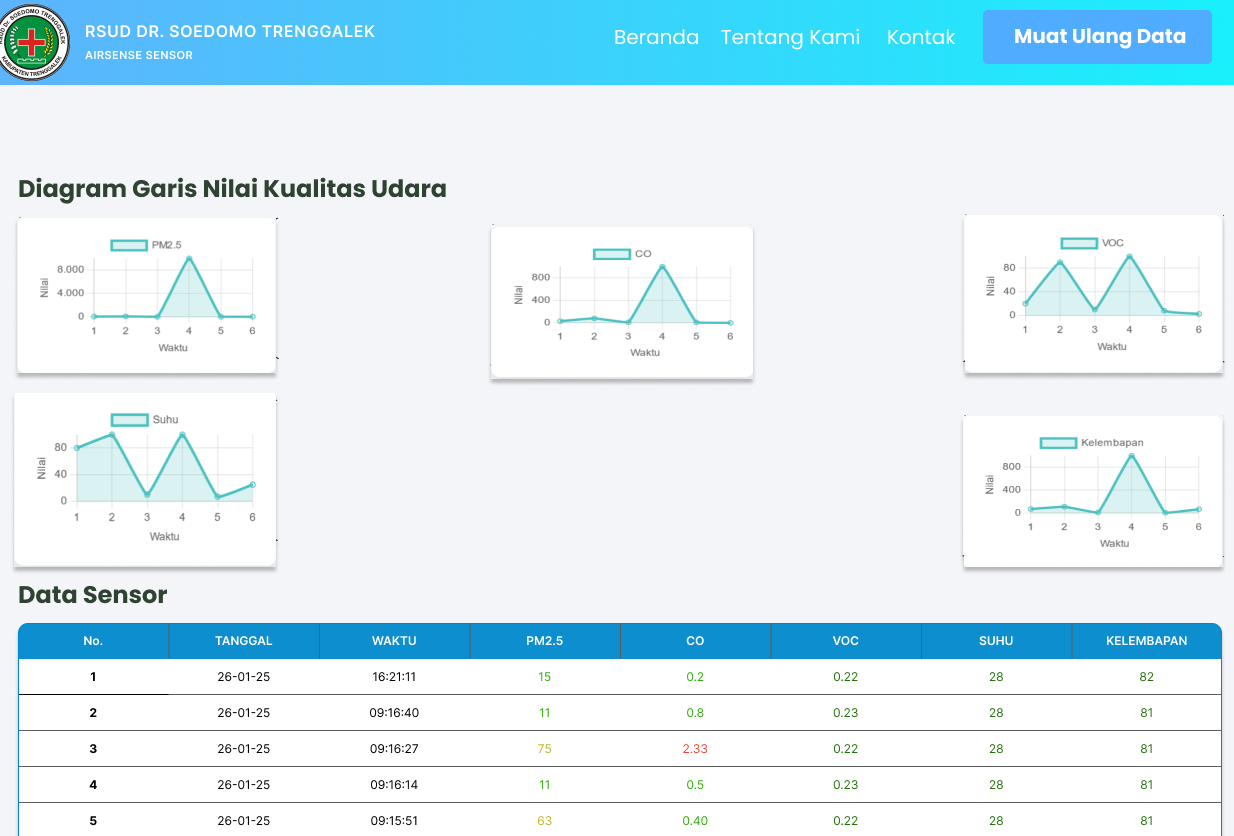 RSUD Dr. SOEDOMO TRENGGALEK
KABUPATEN TRENGGALEK
RSUD DR. SOEDOMO TRENGGALEK
AIRSENSE SENSOR
Beranda Tentang Kami Kontak Muat Ulang Data
Diagram Garis Nilai Kualitas Udara
PM2.5
Nilai
8.000
4.000
0
1 2 3 4 5 6
Waktu
CO
Nilai
800
400
0
1 2 3 4 5 6
Waktu
VOC
Nilai
80
40
0
1 2 3 4 5 6
Waktu
Suhu
Nilai
80
40
0
1 2 3 4 5 6
Waktu
Kelembapan
Nilai
800
400
0
1 2 3 4 5 6
Waktu
Data Sensor
No. TANGGAL WAKTU PM2.5 CO VOC SUHU KELEMBAPAN
1 26-01-25 16:21:11 15 0.2 0.22 28 82
2 26-01-25 09:16:40 11 0.8 0.23 28 81
3 26-01-25 09:16:27 75 2.33 0.22 28 81
4 26-01-25 09:16:14 11 0.5 0.23 28 81
5 26-01-25 09:15:51 63 0.40 0.22 28 81